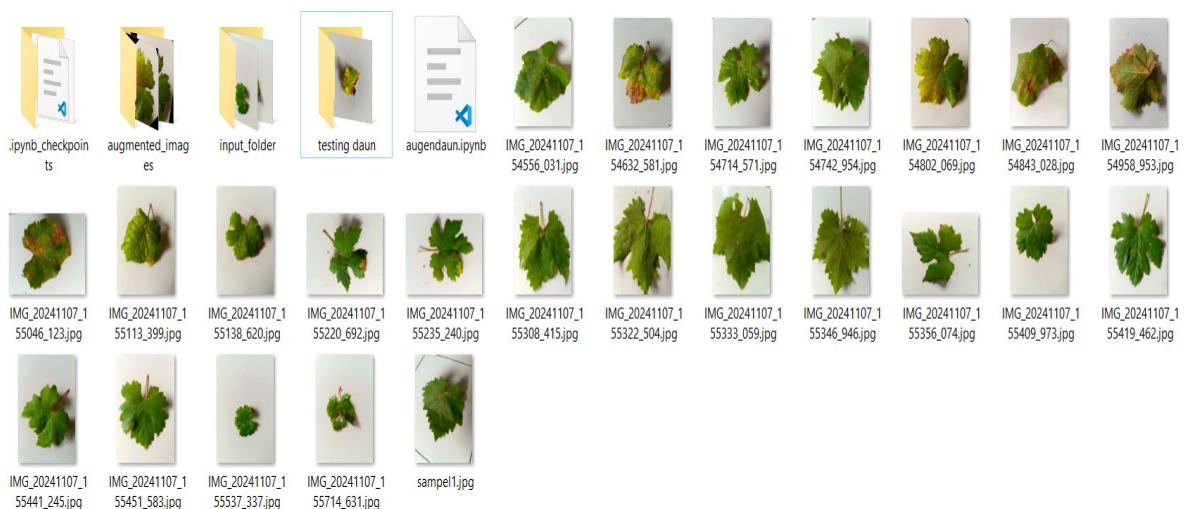 .ipynb_checkpoin
ts
augmented_imag
es
input_folder
testing daun
augendaun.ipynb
IMG_20241107_1
54556_031.jpg
IMG_20241107_1
54632_581.jpg
IMG_20241107_1
54714_571.jpg
IMG_20241107_1
54742_954.jpg
IMG_20241107_1
54802_069.jpg
IMG_20241107_1
54843_028.jpg
IMG_20241107_1
54958_953.jpg
IMG_20241107_1
55046_123.jpg
IMG_20241107_1
55113_399.jpg
IMG_20241107_1
55138_620.jpg
IMG_20241107_1
55220_692.jpg
IMG_20241107_1
55235_240.jpg
IMG_20241107_1
55308_415.jpg
IMG_20241107_1
55322_504.jpg
IMG_20241107_1
55333_059.jpg
IMG_20241107_1
55346_946.jpg
IMG_20241107_1
55356_074.jpg
IMG_20241107_1
55409_973.jpg
IMG_20241107_1
55419_462.jpg
IMG_20241107_1
55441_245.jpg
IMG_20241107_1
55451_583.jpg
IMG_20241107_1
55537_337.jpg
IMG_20241107_1
55714_631.jpg
sampel1.jpg